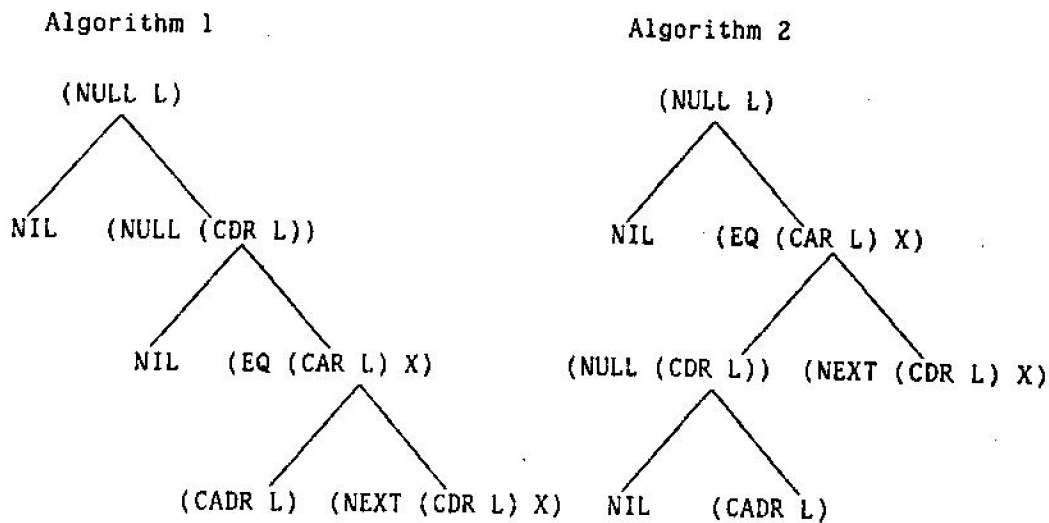 Algorithm 1
(NULL L)
NIL (NULL (CDR L))
NIL (EQ (CAR L) X)
(CADR L) (NEXT (CDR L) X)
Algorithm 2
(NULL L)
NIL (EQ (CAR L) X)
(NULL (CDR L)) (NEXT (CDR L) X)
NIL (CADR L)